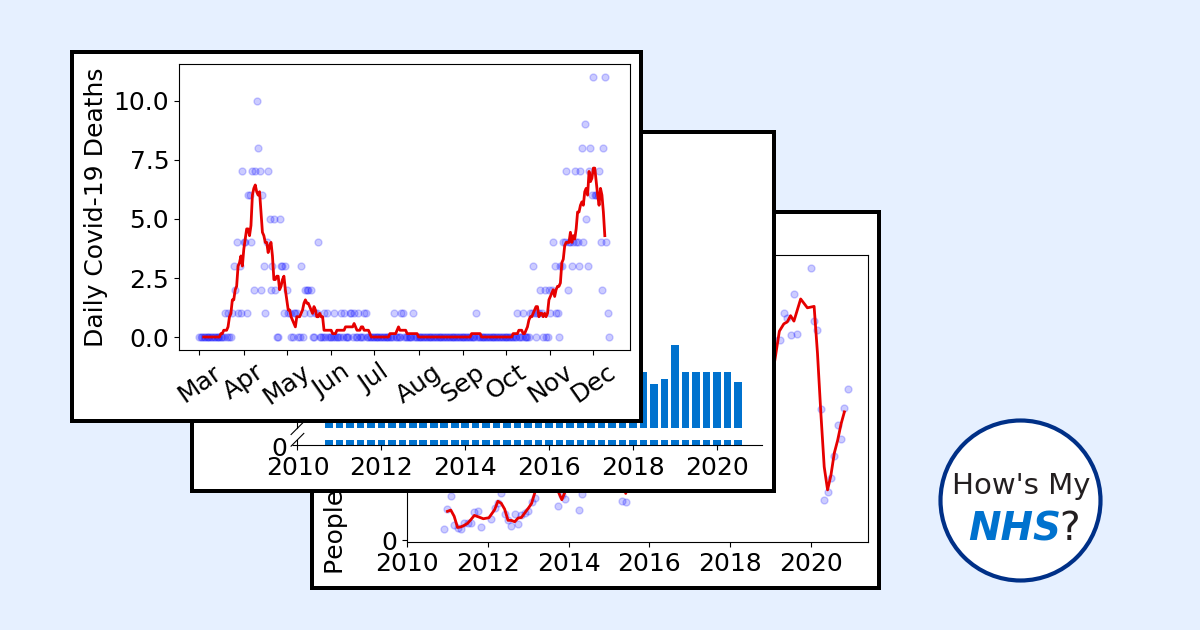 Daily Covid-19 Deaths
10.0
7.5
5.0
2.5
0.0
Mar Apr May Jun Jul Aug Sep Oct Nov Dec
0
2010 2012 2014 2016 2018 2020
People
0
2010 2012 2014 2016 2018 2020
How's My
NHS?